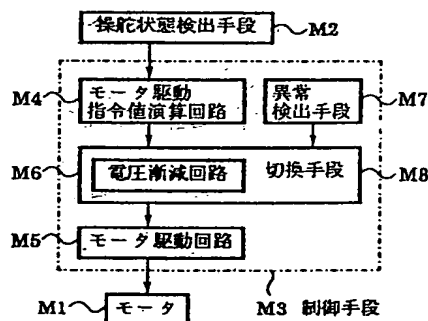 操舵状態検出手段
M2
M4
モータ駆動
指令値演算回路
異常
検出手段
M7
M6
電圧漸減回路
切換手段
M8
M5
モータ駆動回路
M1
モータ
M3 制御手段